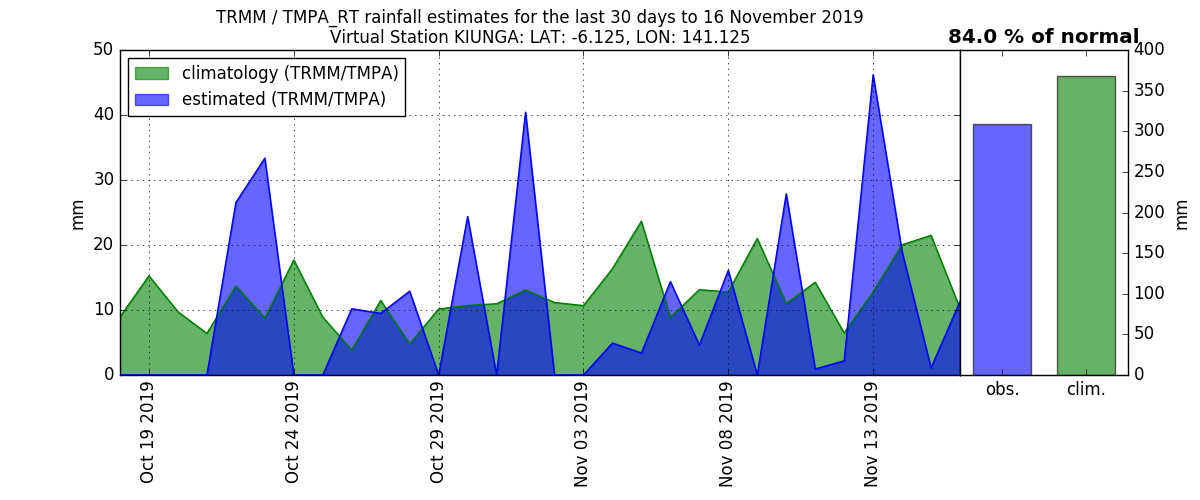 TRMM / TMPA_RT rainfall estimates for the last 30 days to 16 November 2019
Virtual Station KIUNGA: LAT: -6.125, LON: 141.125
84.0 % of normal
climatology (TRMM/TMPA)
estimated (TRMM/TMPA)
50
40
30
20
10
0
mm
Oct 19 2019
Oct 24 2019
Oct 29 2019
Nov 03 2019
Nov 08 2019
Nov 13 2019
400
350
300
250
200
150
100
50
0
mm
obs.
clim.